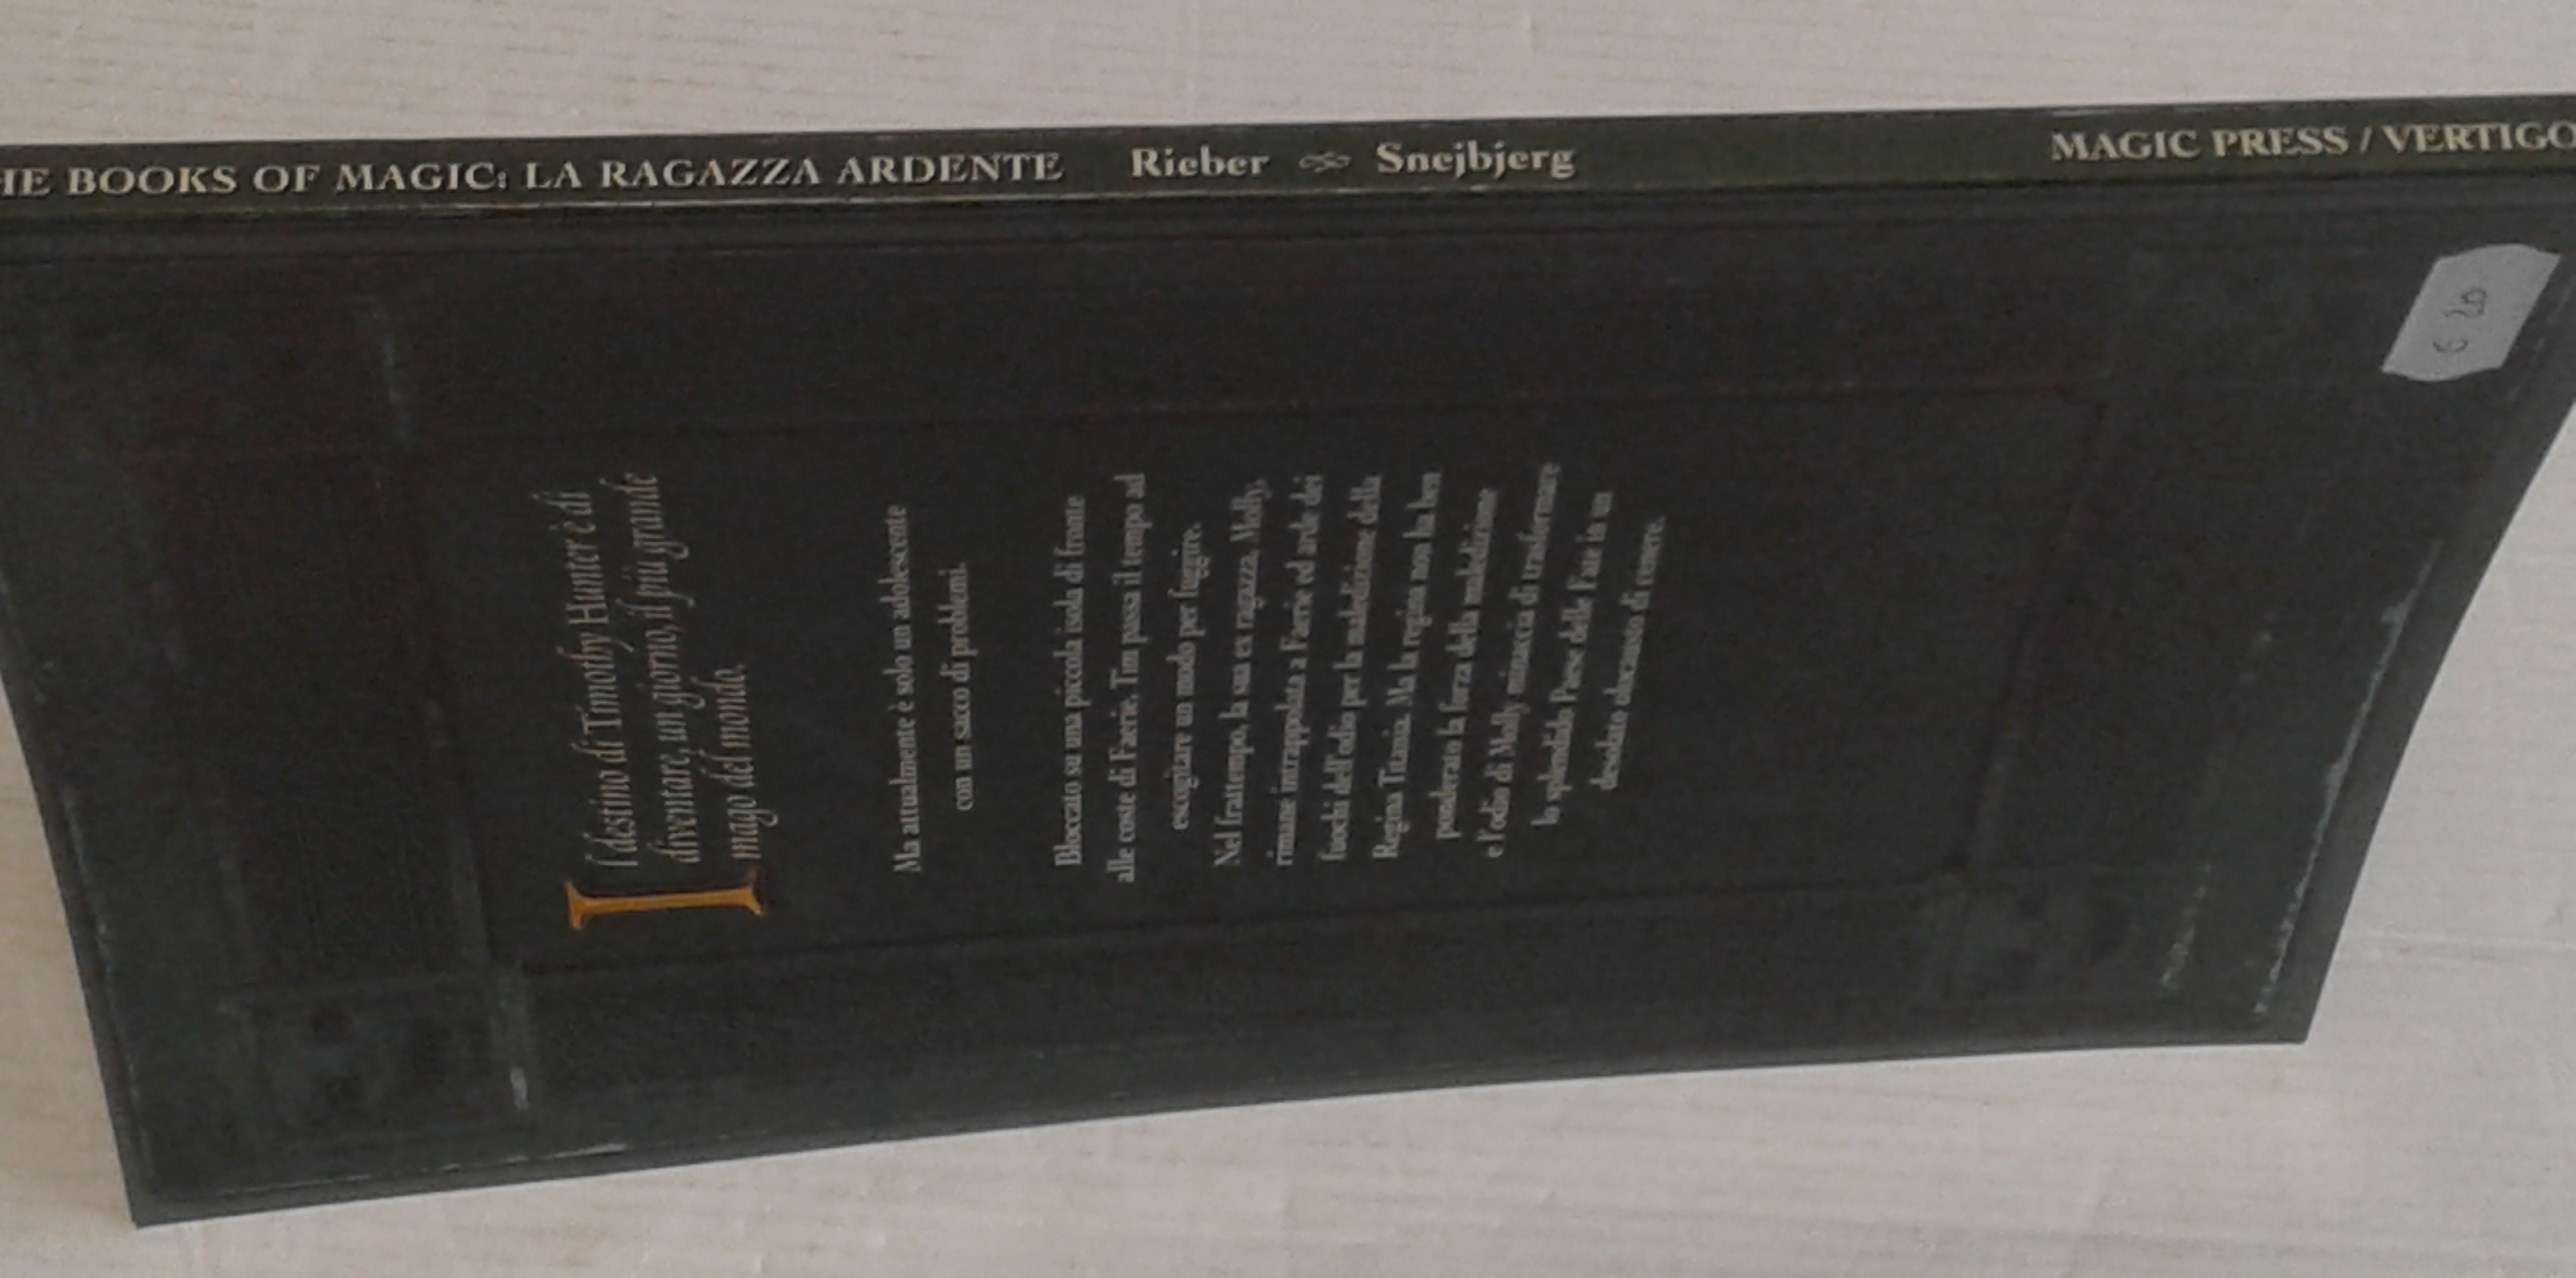 HE BOOKS OF MAGIC: LA RAGAZZA ARDENTE Rieber Snejbjerg MAGIC PRESS / VERTIGO
Il destino di Timothy Hunter è di
diventare, un giorno, il più grande
mago del mondo.
Ma attualmente è solo un adolescente
con un sacco di problemi.
Bloccato su una piccola isola di fronte
alle coste di Faerie, Tim passa il tempo ad
escogitare un modo per fuggire.
Nel frattempo, la sua ex ragazza, Molly,
rimane intrappolata a Faerie ed arde dei
fuochi dell'odio per la maledizione della
Regina Titania. Ma la regina non ha ben
ponderato la forza della maledizione
e l'odio di Molly minaccia di trasformare
lo splendido Paese delle Fate in un
desolato olocausto di cenere.
€ 20